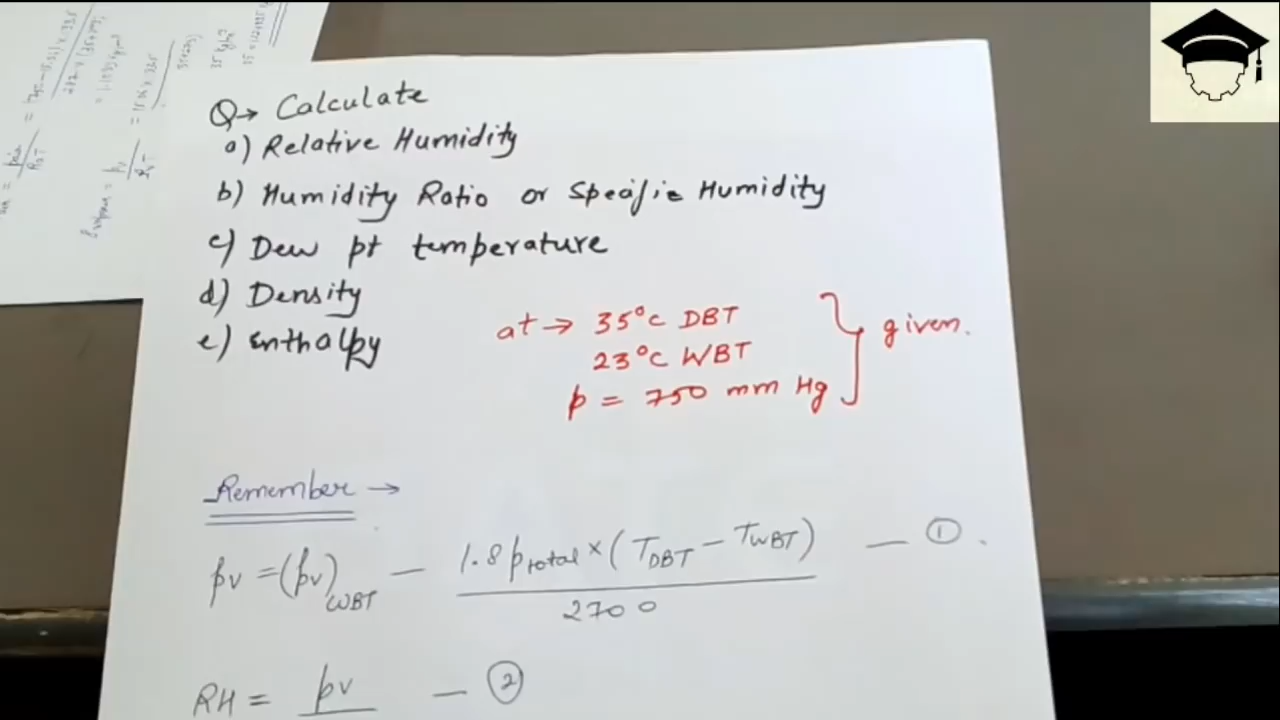 Q→ Calculate
a) Relative Humidity
b) Humidity Ratio or Specific Humidity
c) Dew pt temperature
d) Density
e) Enthalpy
at → 35°C DBT
23°C WBT
p = 750 mm Hg
} given.
Remember →
pv = (pv)WBT — 1.8 ptotal × (TDBT − TWBT) / 2700 — ①.
RH = pv — ②